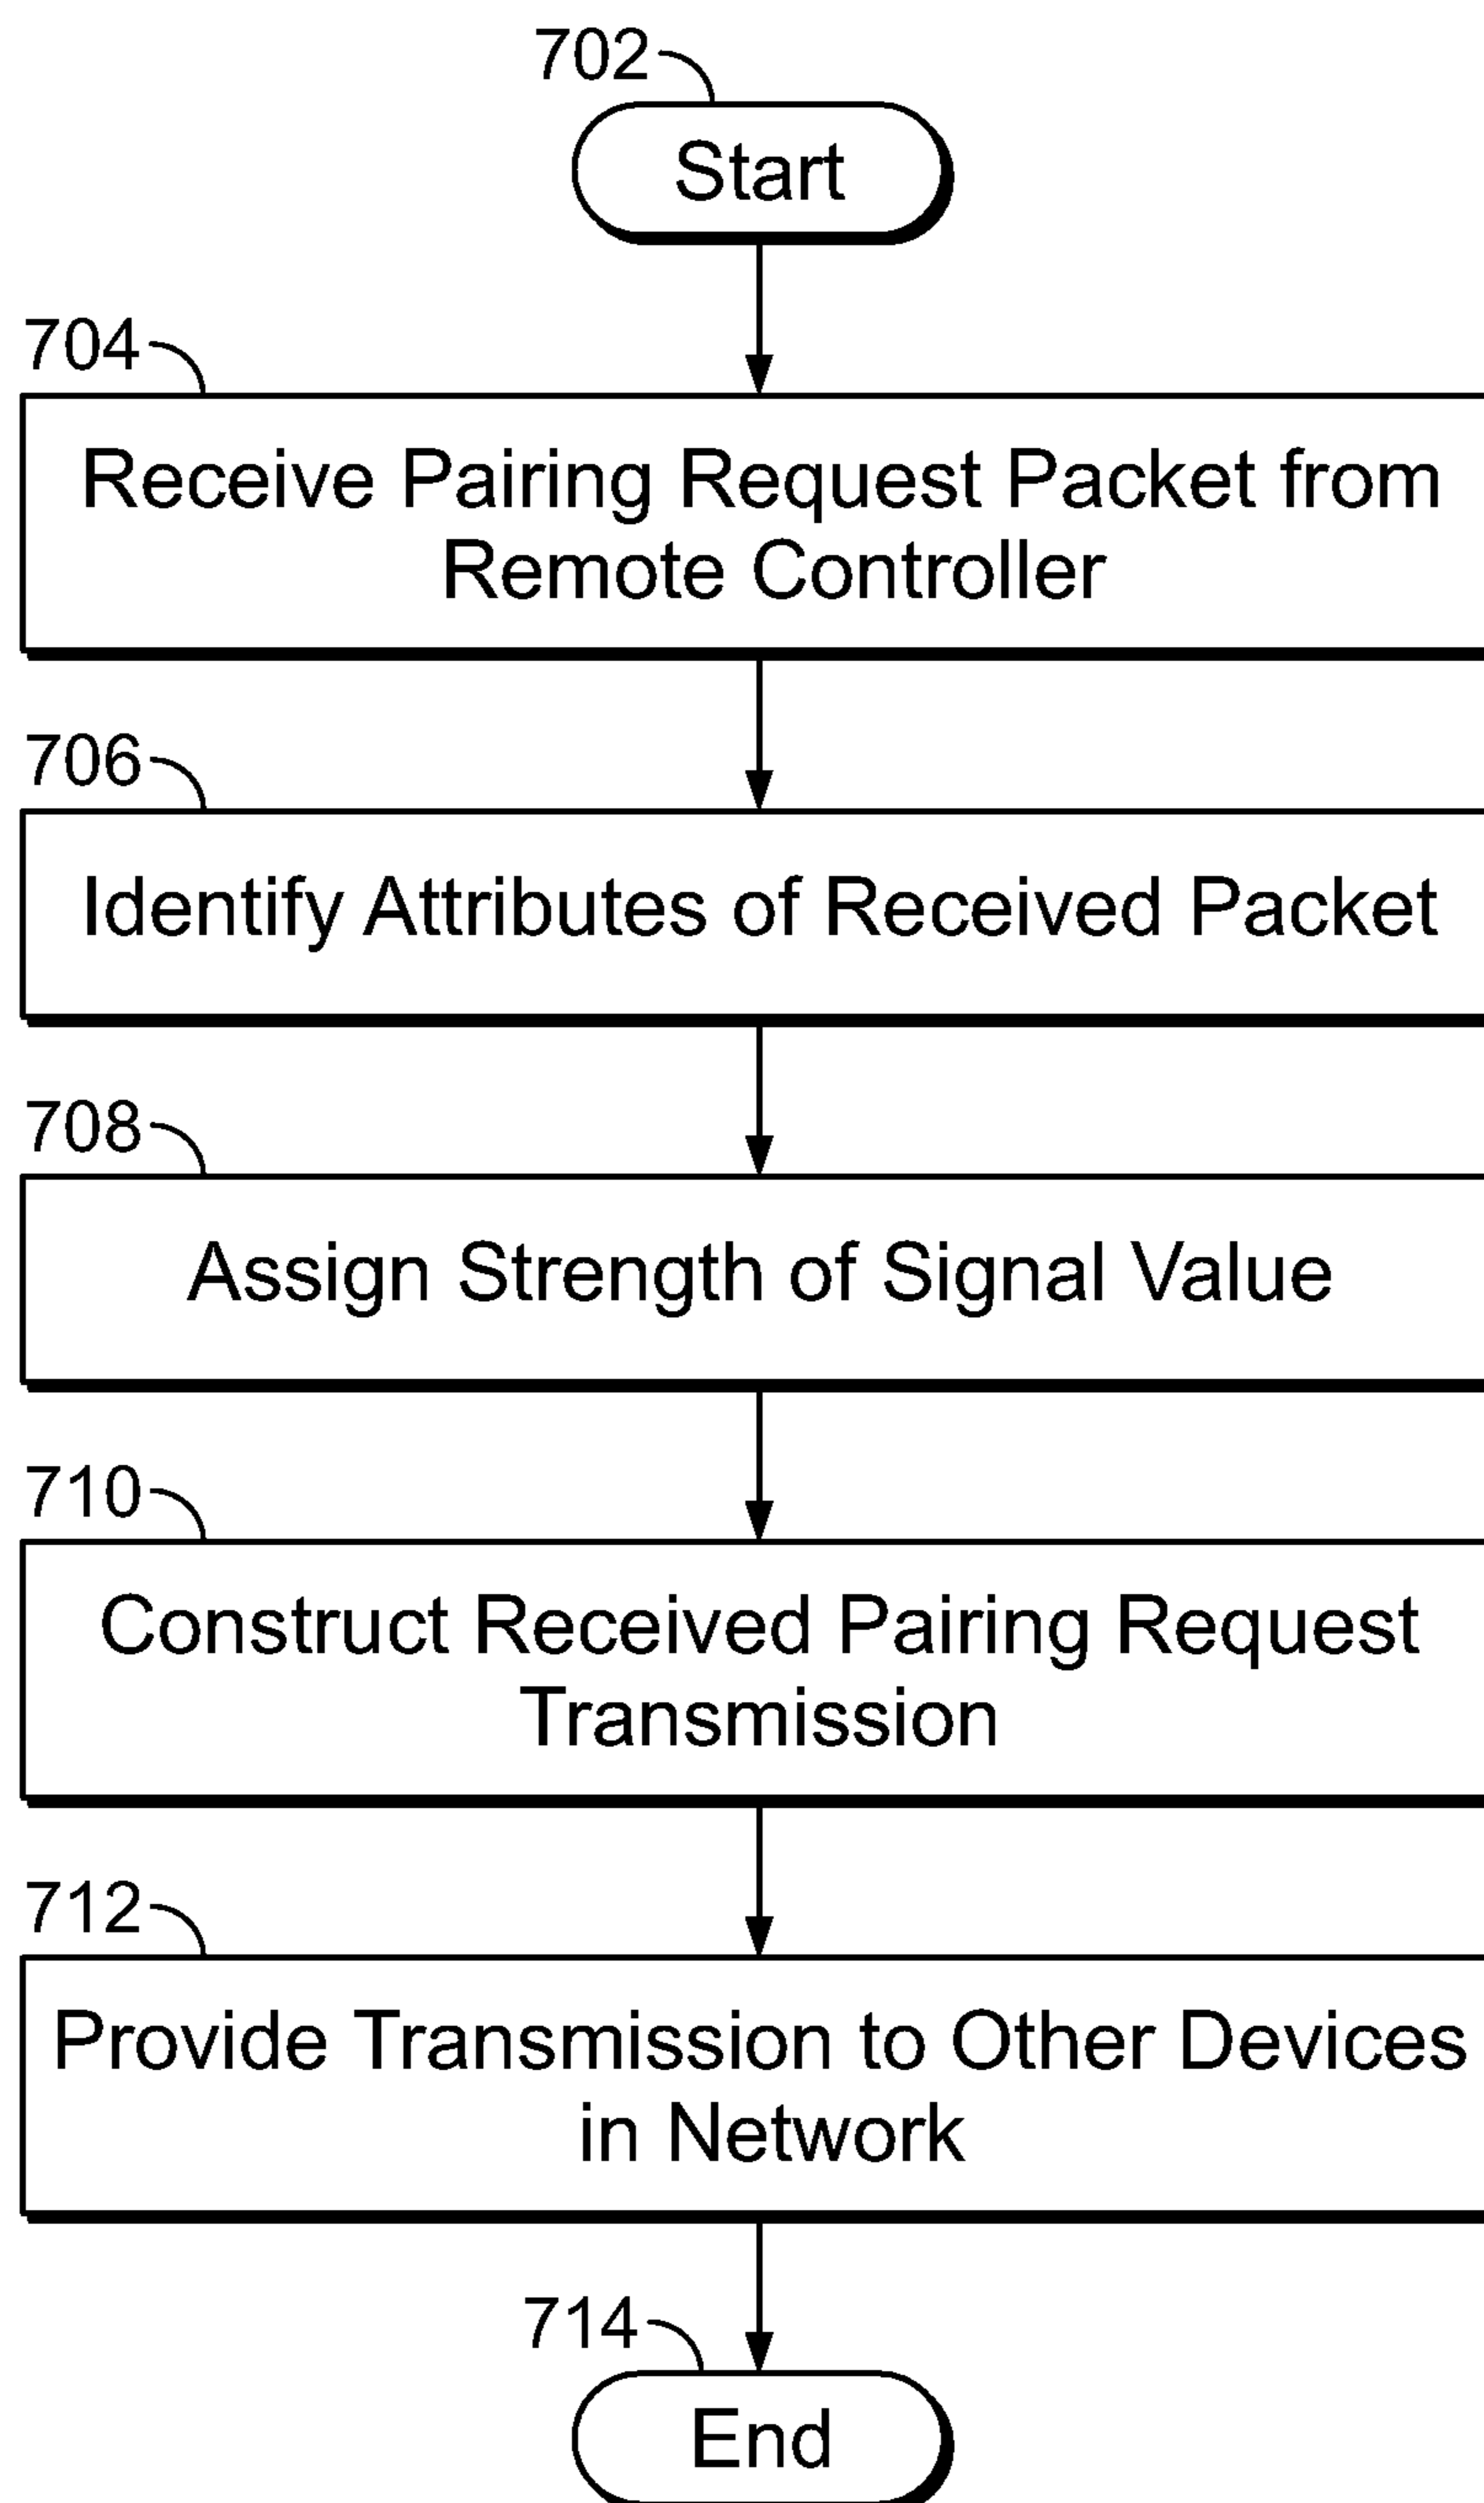 702
Start
704
Receive Pairing Request Packet from
Remote Controller
706
Identify Attributes of Received Packet
708
Assign Strength of Signal Value
710
Construct Received Pairing Request
Transmission
712
Provide Transmission to Other Devices
in Network
714
End